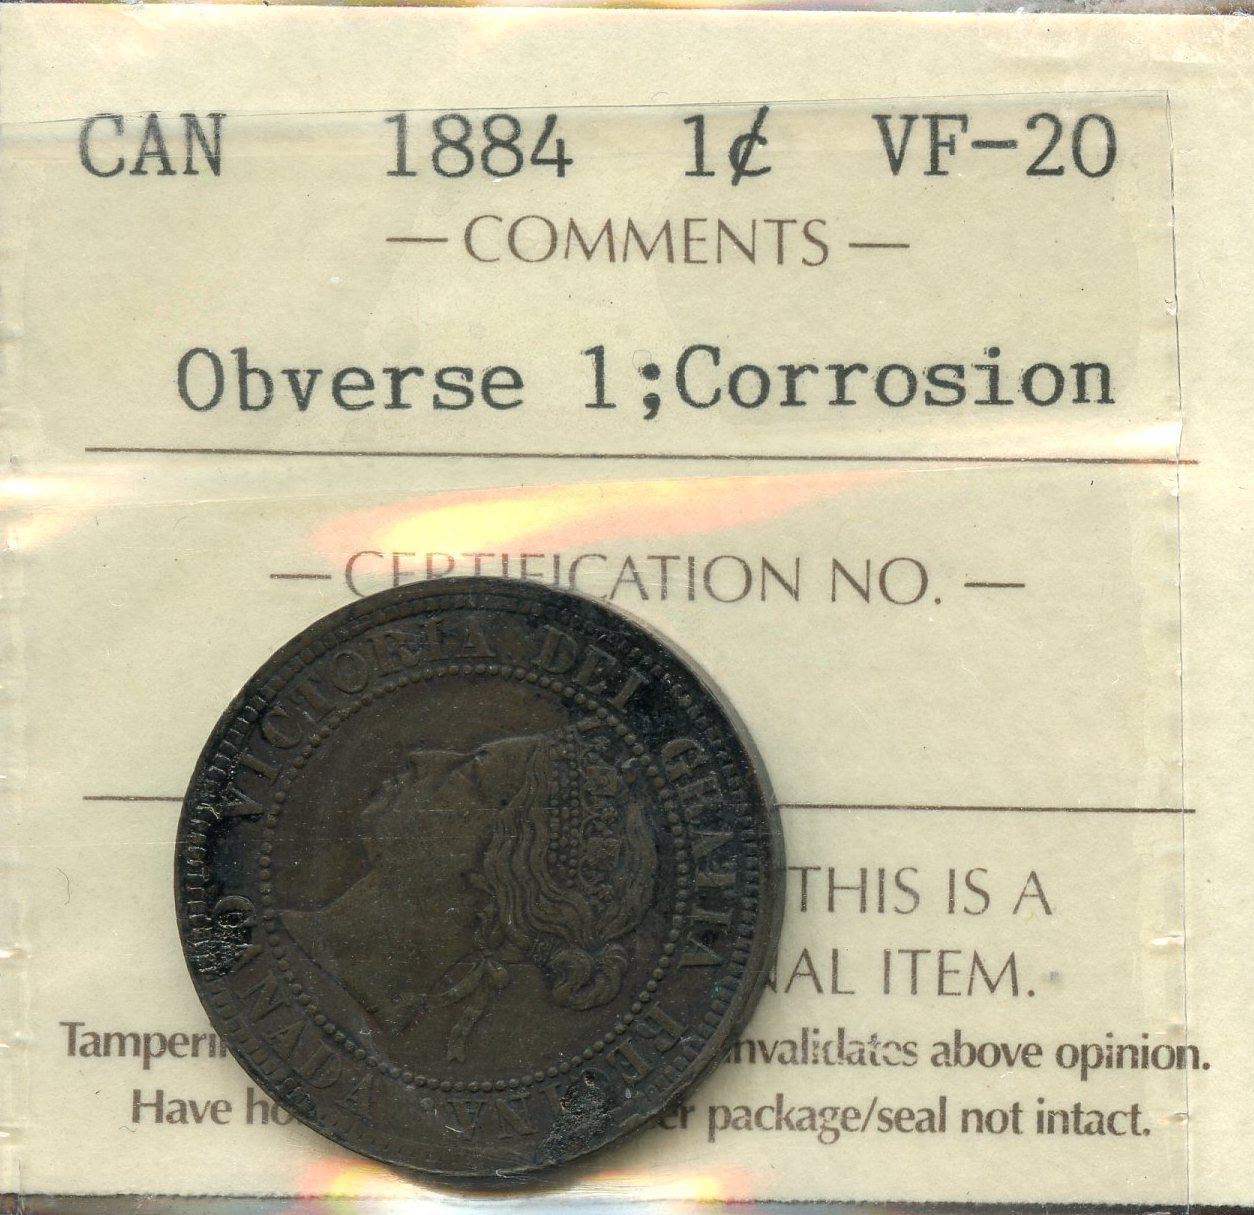 CAN 1884 1¢ VF-20
—COMMENTS—
Obverse 1;Corrosion
—CERTIFICATION NO.—
VICTORIA DEI GRATIA REGINA
CANADA
THIS IS A
ITEM.
invalidates above opinion.
Have package/seal not intact.